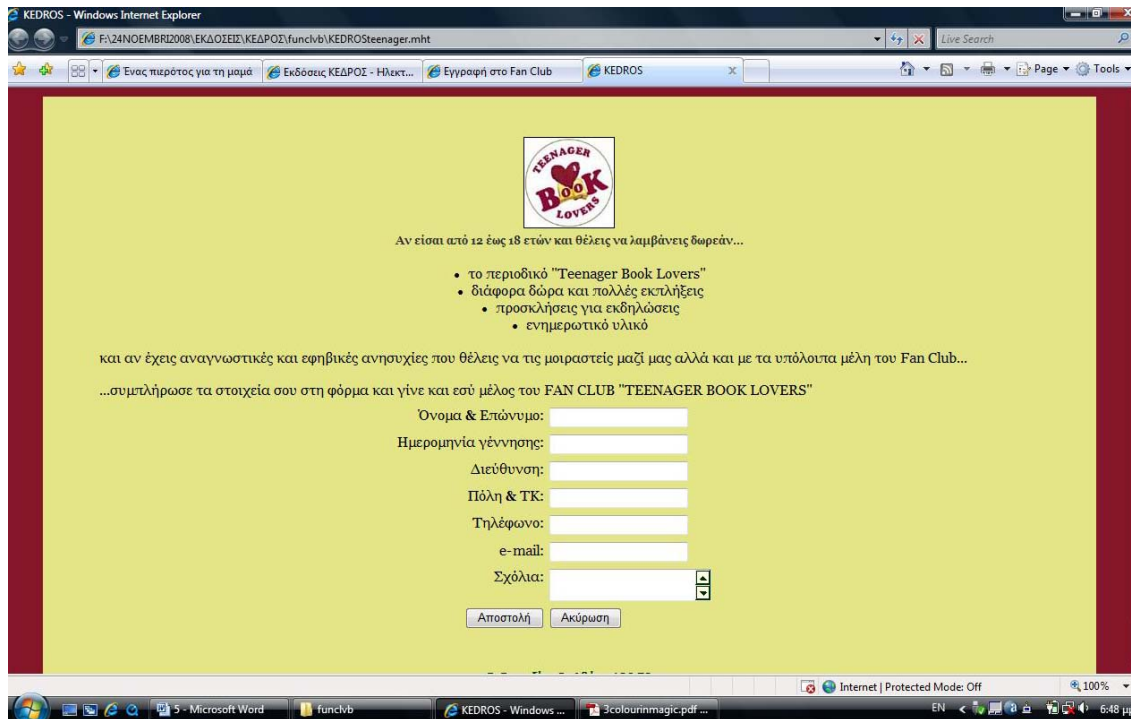 KEDROS - Windows Internet Explorer
F:\24NOEMBRI2008\ΕΚΔΟΣΕΙΣ\ΚΕΔΡΟΣ\funclvb\KEDROSteenager.mht
Live Search
Ένας πιερότος για τη μαμά
Εκδόσεις ΚΕΔΡΟΣ - Ηλεκτ...
Εγγραφή στο Fan Club
KEDROS
Page
Tools
TEENAGER
BOOK
LOVERS
Αν είσαι από 12 έως 18 ετών και θέλεις να λαμβάνεις δωρεάν...
• το περιοδικό "Teenager Book Lovers"
• διάφορα δώρα και πολλές εκπλήξεις
• προσκλήσεις για εκδηλώσεις
• ενημερωτικό υλικό
και αν έχεις αναγνωστικές και εφηβικές ανησυχίες που θέλεις να τις μοιραστείς μαζί μας αλλά και με τα υπόλοιπα μέλη του Fan Club...
...συμπλήρωσε τα στοιχεία σου στη φόρμα και γίνε και εσύ μέλος του FAN CLUB "TEENAGER BOOK LOVERS"
Όνομα & Επώνυμο:
Ημερομηνία γέννησης:
Διεύθυνση:
Πόλη & ΤΚ:
Τηλέφωνο:
e-mail:
Σχόλια:
Αποστολή
Ακύρωση
Internet | Protected Mode: Off
100%
5 - Microsoft Word
funclvb
KEDROS - Windows ...
3colourinmagic.pdf ...
EN
6:48 μμ